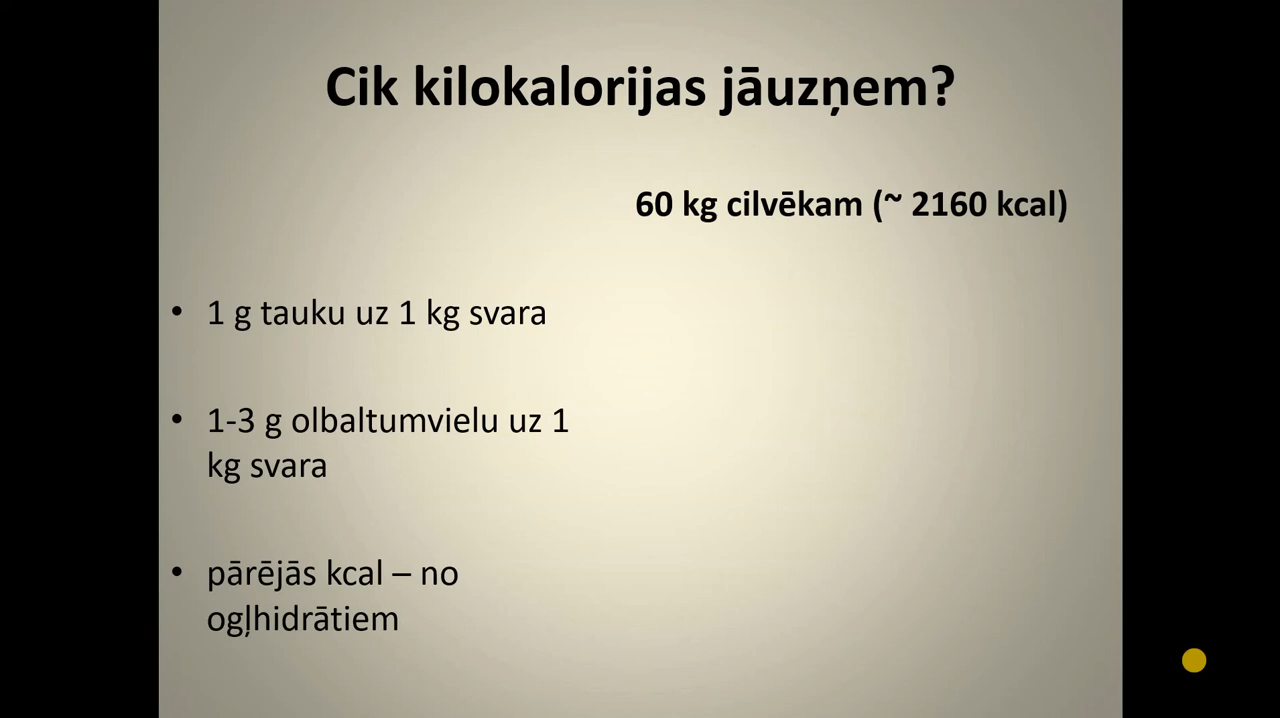 Cik kilokalorijas jāuzņem?
60 kg cilvēkam (~ 2160 kcal)
• 1 g tauku uz 1 kg svara
• 1-3 g olbaltumvielu uz 1
kg svara
• pārējās kcal – no
ogļhidrātiem